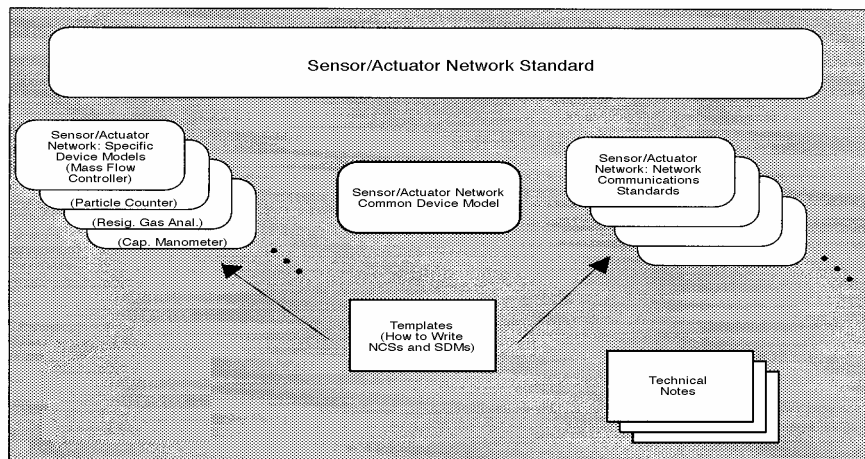 Sensor/Actuator Network Standard
Sensor/Actuator
Network: Specific
Device Models
(Mass Flow
Controller)
(Particle Counter)
(Resig. Gas Anal.)
(Cap. Manometer)
Sensor/Actuator Network
Common Device Model
Sensor/Actuator
Network: Network
Communications
Standards
Templates
(How to Write
NCSs and SDMs)
Technical
Notes